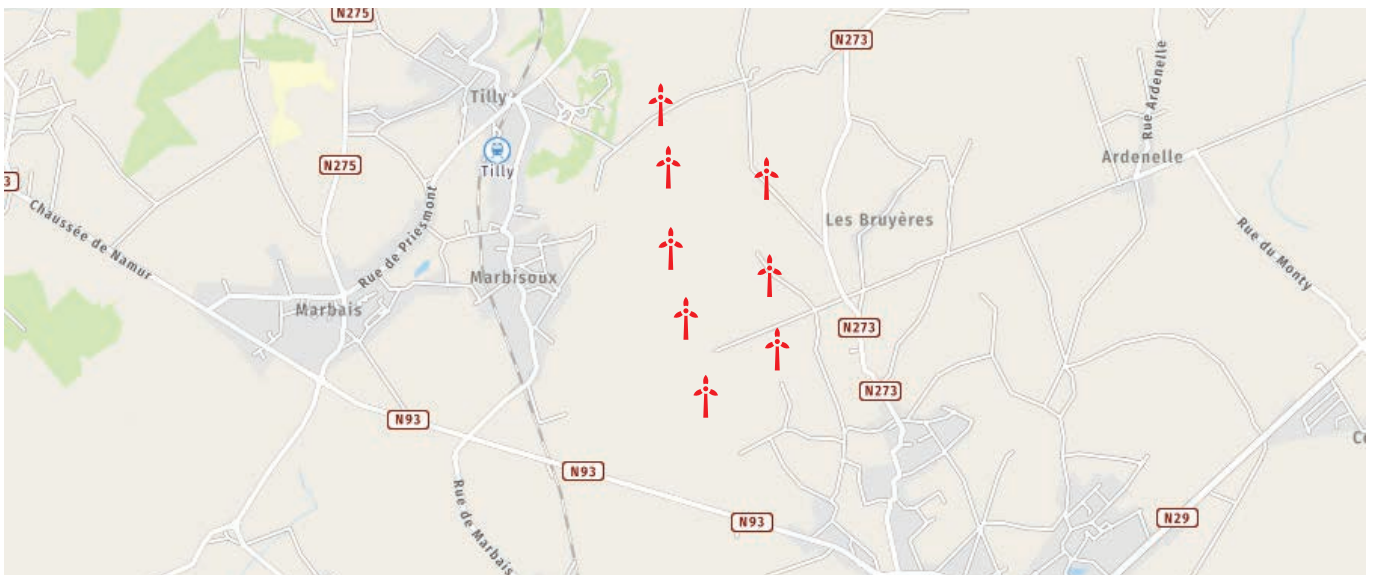 N275
N273
Tilly
Rue Ardenelle
Tilly
N275
Ardenelle
3
Chaussée de Namur
Rue de Priesmont
Les Bruyères
Rue du Monty
Marbisoux
Marbais
N273
N273
N93
C
N93
Rue de Marbais
N93
N29